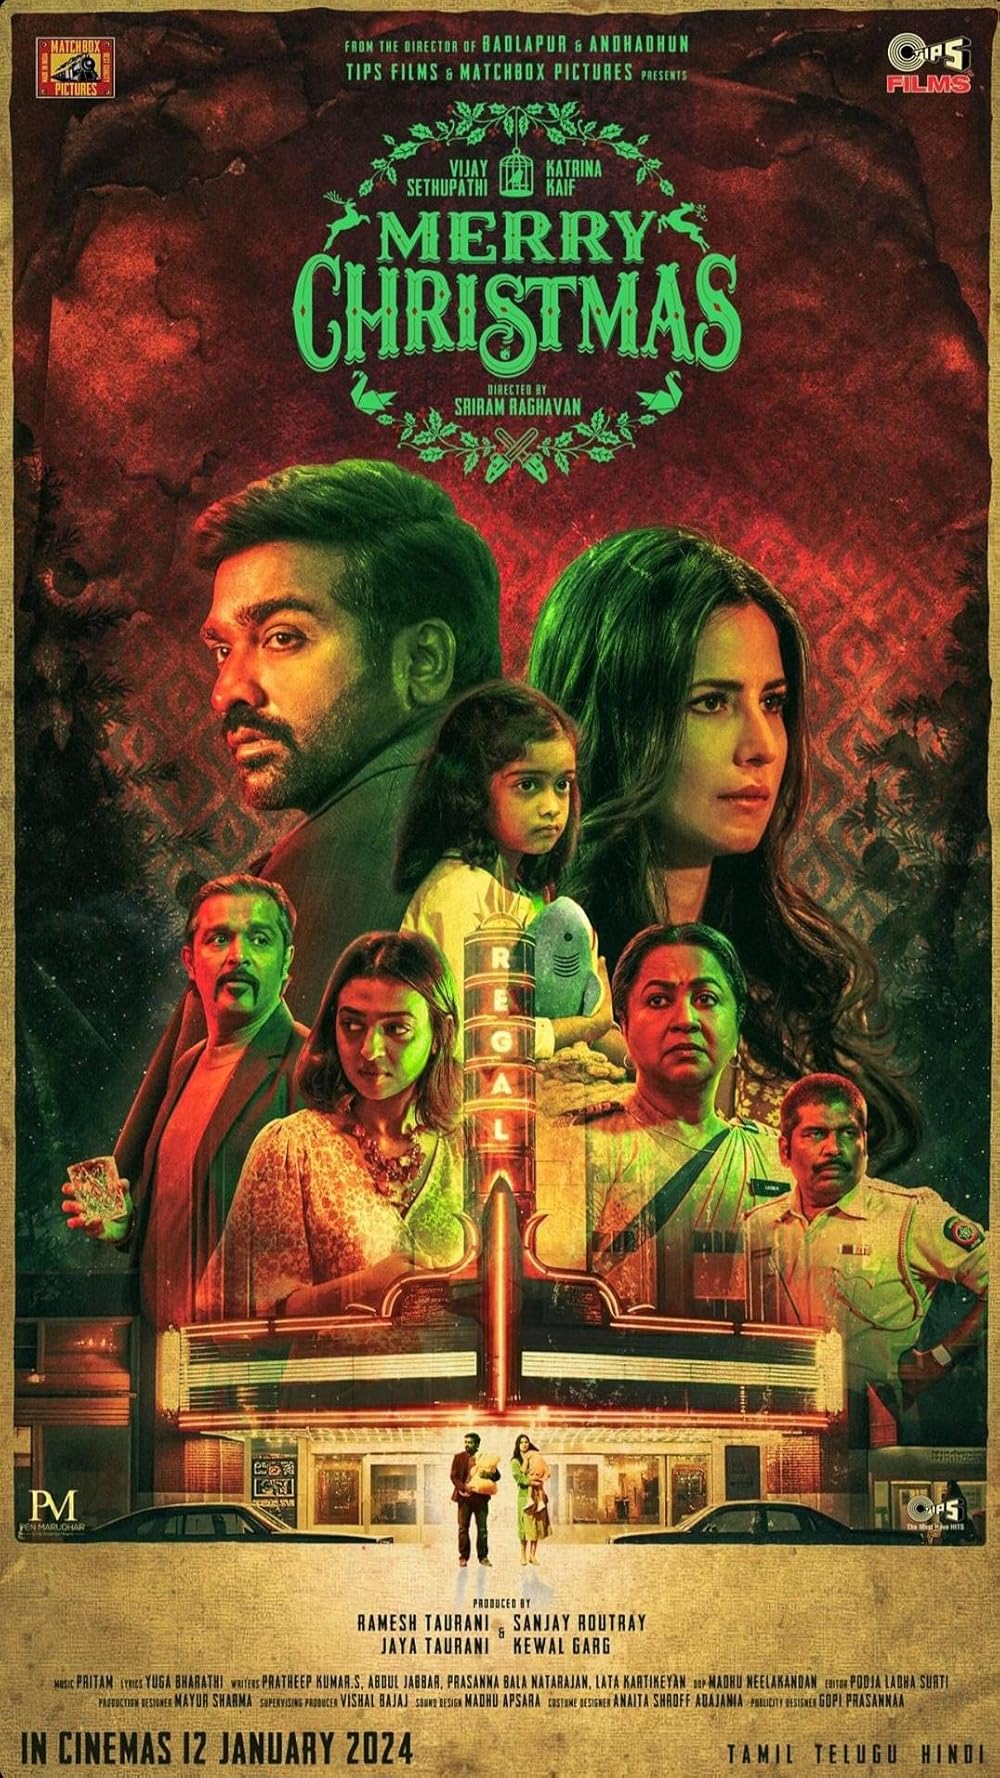 MATCHBOX
PICTURES
FROM THE DIRECTOR OF BADLAPUR & ANDHADHUN
TIPS FILMS & MATCHBOX PICTURES PRESENTS
TIPS
FILMS
VIJAY
SETHUPATHI
KATRINA
KAIF
MERRY
CHRISTMAS
DIRECTED BY
SRIRAM RAGHAVAN
REGAL
PM
PEN MARUDHAR
TIPS
PRODUCED BY
RAMESH TAURANI & SANJAY ROUTRAY
JAYA TAURANI KEWAL GARG
MUSIC PRITAM LYRICS YUGA BHARATHI WRITERS PRATHEEP KUMAR.S, ABDUL JABBAR, PRASANNA BALA NATARAJAN, LATA KARTIKEYAN DOP MADHU NEELAKANDAN EDITOR POOJA LADHA SURTI
PRODUCTION DESIGNER MAYUR SHARMA SUPERVISING PRODUCER VISHAL BAJAJ SOUND DESIGN MADHU APSARA COSTUME DESIGNER ANAITA SHROFF ADAJANIA PUBLICITY DESIGNER GOPI PRASANNAA
IN CINEMAS 12 JANUARY 2024
TAMIL TELUGU HINDI